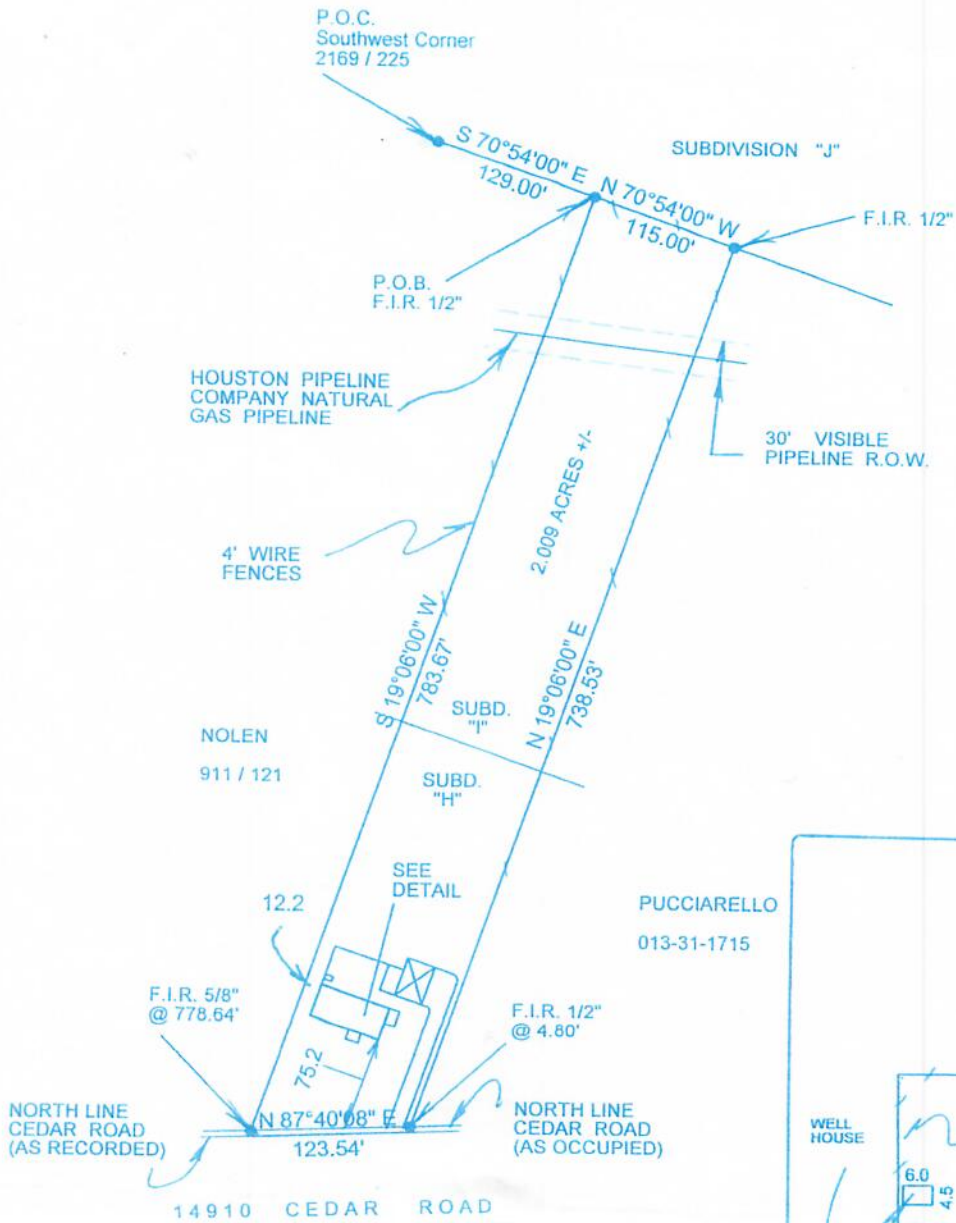 P.O.C.
Southwest Corner
2169 / 225
S 70°54'00" E
129.00'
N 70°54'00" W
115.00'
SUBDIVISION "J"
F.I.R. 1/2"
P.O.B.
F.I.R. 1/2"
HOUSTON PIPELINE
COMPANY NATURAL
GAS PIPELINE
30' VISIBLE
PIPELINE R.O.W.
2.009 ACRES +/-
4' WIRE
FENCES
S 19°06'00" W
783.67'
N 19°06'00" E
738.53'
SUBD.
"I"
NOLEN
911 / 121
SUBD.
"H"
SEE
DETAIL
12.2
PUCCIARELLO
013-31-1715
F.I.R. 5/8"
@ 778.64'
F.I.R. 1/2"
@ 4.80'
75.2
NORTH LINE
CEDAR ROAD
(AS RECORDED)
N 87°40'08" E
123.54'
NORTH LINE
CEDAR ROAD
(AS OCCUPIED)
WELL
HOUSE
6.0
4.5
14910 CEDAR ROAD